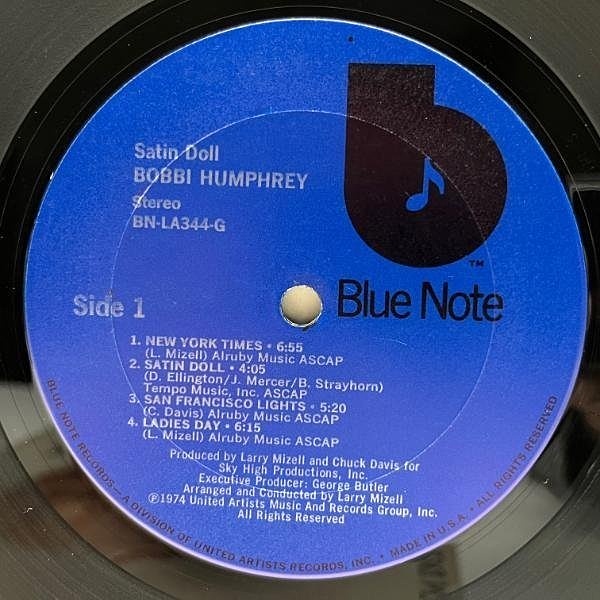 Satin Doll
BOBBI HUMPHREY
Stereo
BN-LA344-G
b
TM
Blue Note
Side 1
1. NEW YORK TIMES • 6:55
(L. Mizell) Alruby Music ASCAP
2. SATIN DOLL • 4:05
(D. Ellington/J. Mercer/B. Strayhorn)
Tempo Music, Inc. ASCAP
3. SAN FRANCISCO LIGHTS • 5:20
(C. Davis) Alruby Music ASCAP
4. LADIES DAY • 6:15
(L. Mizell) Alruby Music ASCAP
Produced by Larry Mizell and Chuck Davis for
Sky High Productions, Inc.
Executive Producer: George Butler
Arranged and Conducted by Larry Mizell
℗1974 United Artists Music And Records Group, Inc.
All Rights Reserved
BLUE NOTE RECORDS—A DIVISION OF UNITED ARTISTS RECORDS, INC. • MADE IN U.S.A. • ALL RIGHTS RESERVED